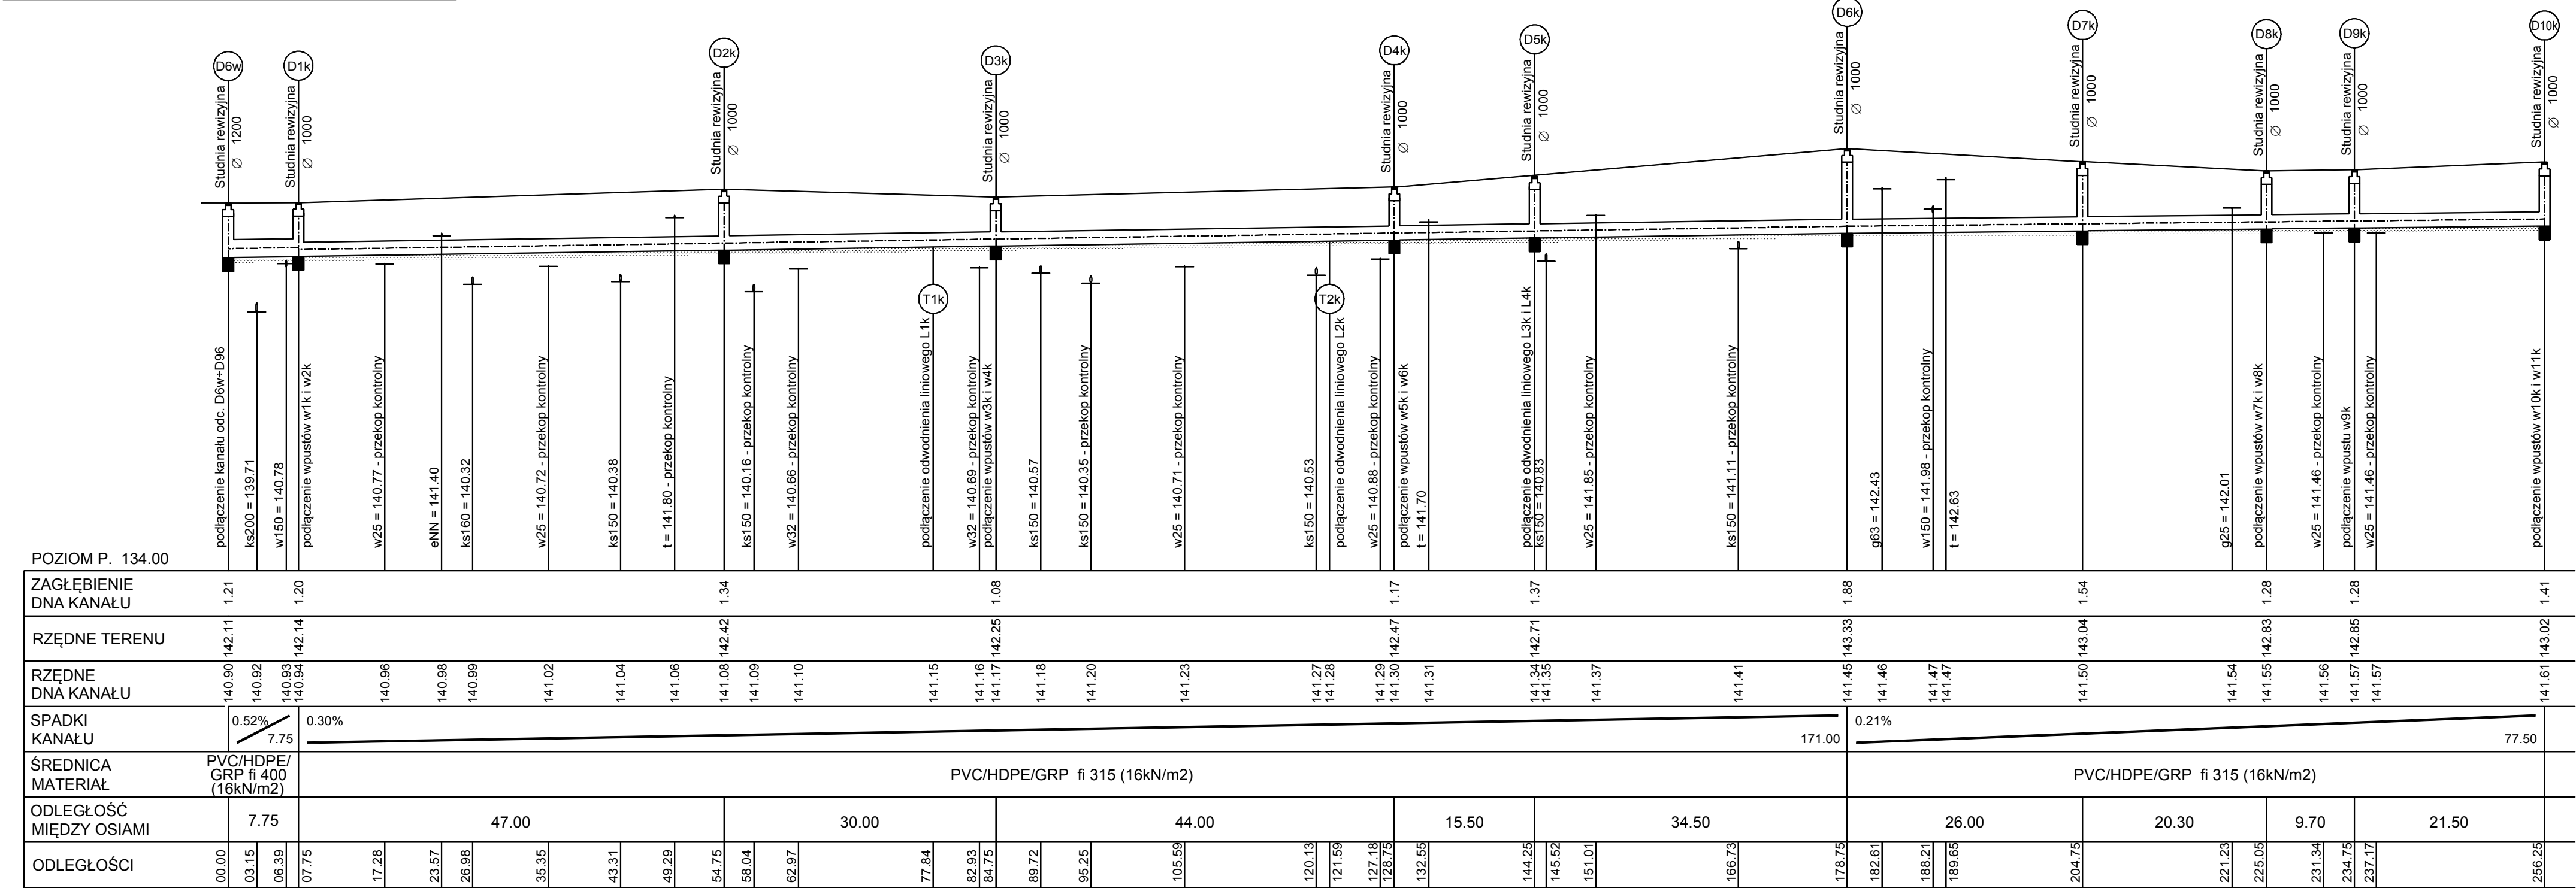 D6w
D1k
D2k
D3k
D4k
D5k
D6k
D7k
D8k
D9k
D10k
Studnia rewizyjna
∅ 1200
Studnia rewizyjna
∅ 1000
Studnia rewizyjna
∅ 1000
Studnia rewizyjna
∅ 1000
Studnia rewizyjna
∅ 1000
Studnia rewizyjna
∅ 1000
Studnia rewizyjna
∅ 1000
Studnia rewizyjna
∅ 1000
Studnia rewizyjna
∅ 1000
Studnia rewizyjna
∅ 1000
Studnia rewizyjna
∅ 1000
T1k
T2k
podłączenie kanału odc. D6w÷D96
ks200 = 139.71
w150 = 140.78
podłączenie wpustów w1k i w2k
w25 = 140.77 - przekop kontrolny
eNN = 141.40
ks160 = 140.32
w25 = 140.72 - przekop kontrolny
ks150 = 140.38
t = 141.80 - przekop kontrolny
ks150 = 140.16 - przekop kontrolny
w32 = 140.66 - przekop kontrolny
podłączenie odwodnienia liniowego L1k
w32 = 140.69 - przekop kontrolny
podłączenie wpustów w3k i w4k
ks150 = 140.57
ks150 = 140.35 - przekop kontrolny
w25 = 140.71 - przekop kontrolny
ks150 = 140.53
podłączenie odwodnienia liniowego L2k
w25 = 140.88 - przekop kontrolny
podłączenie wpustów w5k i w6k
t = 141.70
podłączenie odwodnienia liniowego L3k i L4k
ks150 = 140.83
w25 = 141.85 - przekop kontrolny
ks150 = 141.11 - przekop kontrolny
g63 = 142.43
w150 = 141.98 - przekop kontrolny
t = 142.63
g25 = 142.01
podłączenie wpustów w7k i w8k
w25 = 141.46 - przekop kontrolny
podłączenie wpustu w9k
w25 = 141.46 - przekop kontrolny
podłączenie wpustów w10k i w11k
POZIOM P. 134.00
ZAGŁĘBIENIE
DNA KANAŁU
1.21 1.20 1.34 1.08 1.17 1.37 1.88 1.54 1.28 1.28 1.41
RZĘDNE TERENU
142.11 142.14 142.42 142.25 142.47 142.71 143.33 143.04 142.83 142.85 143.02
RZĘDNE
DNA KANAŁU
140.90 140.92 140.93 140.94 140.96 140.98 140.99 141.02 141.04 141.06 141.08 141.09 141.10 141.15 141.16 141.17 141.18 141.20 141.23 141.27 141.28 141.29 141.30 141.31 141.34 141.35 141.37 141.41 141.45 141.46 141.47 141.47 141.50 141.54 141.55 141.56 141.57 141.57 141.61
SPADKI
KANAŁU
0.52% 7.75
0.30% 171.00
0.21% 77.50
ŚREDNICA
MATERIAŁ
PVC/HDPE/
GRP fi 400
(16kN/m2)
PVC/HDPE/GRP fi 315 (16kN/m2)
PVC/HDPE/GRP fi 315 (16kN/m2)
ODLEGŁOŚĆ
MIĘDZY OSIAMI
7.75 47.00 30.00 44.00 15.50 34.50 26.00 20.30 9.70 21.50
ODLEGŁOŚCI
00.00 03.15 06.39 07.75 17.28 23.57 26.98 35.35 43.31 49.29 54.75 58.04 62.97 77.84 82.93 84.75 89.72 95.25 105.59 120.13 121.59 127.18 128.75 132.55 144.25 145.52 151.01 166.73 178.75 182.61 188.21 189.65 204.75 221.23 225.05 231.34 234.75 237.17 256.25